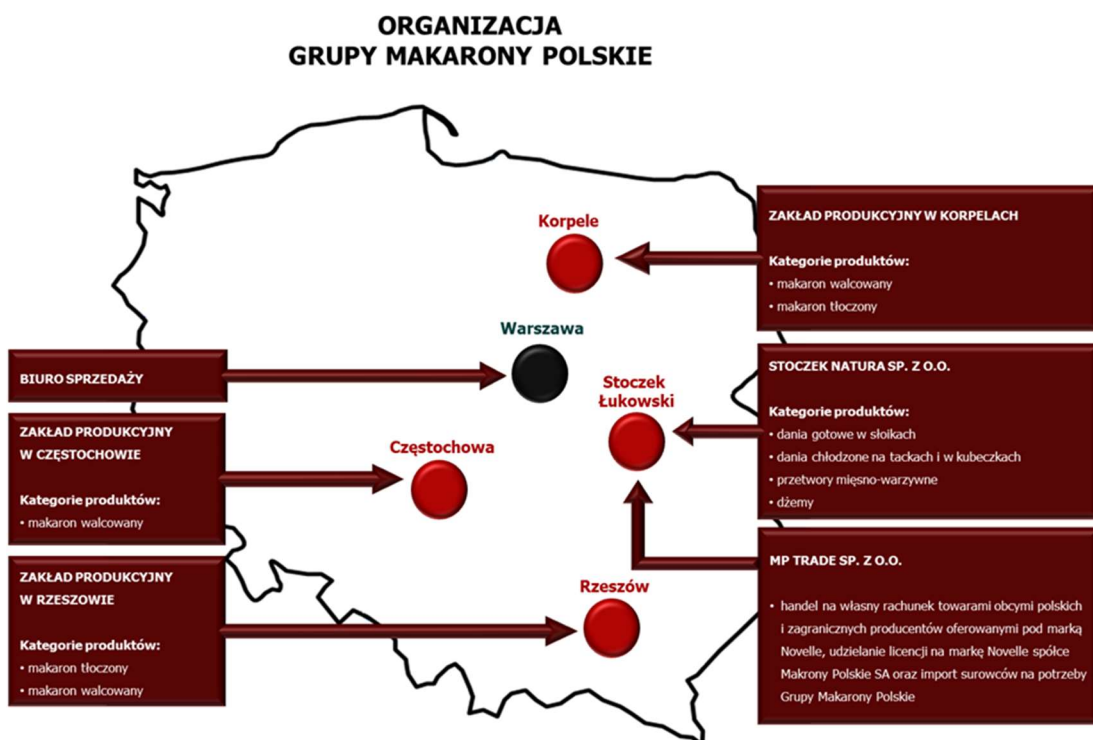 ORGANIZACJA
GRUPY MAKARONY POLSKIE
Korpele
Warszawa
Stoczek
Łukowski
Częstochowa
Rzeszów
BIURO SPRZEDAŻY
ZAKŁAD PRODUKCYJNY
W CZĘSTOCHOWIE
Kategorie produktów:
• makaron walcowany
ZAKŁAD PRODUKCYJNY
W RZESZOWIE
Kategorie produktów:
• makaron tłoczony
• makaron walcowany
ZAKŁAD PRODUKCYJNY W KORPELACH
Kategorie produktów:
• makaron walcowany
• makaron tłoczony
STOCZEK NATURA SP. Z O.O.
Kategorie produktów:
• dania gotowe w słoikach
• dania chłodzone na tackach i w kubeczkach
• przetwory mięsno-warzywne
• dżemy
MP TRADE SP. Z O.O.
• handel na własny rachunek towarami obcymi polskich
i zagranicznych producentów oferowanymi pod marką
Novelle, udzielanie licencji na markę Novelle spółce
Makrony Polskie SA oraz import surowców na potrzeby
Grupy Makarony Polskie